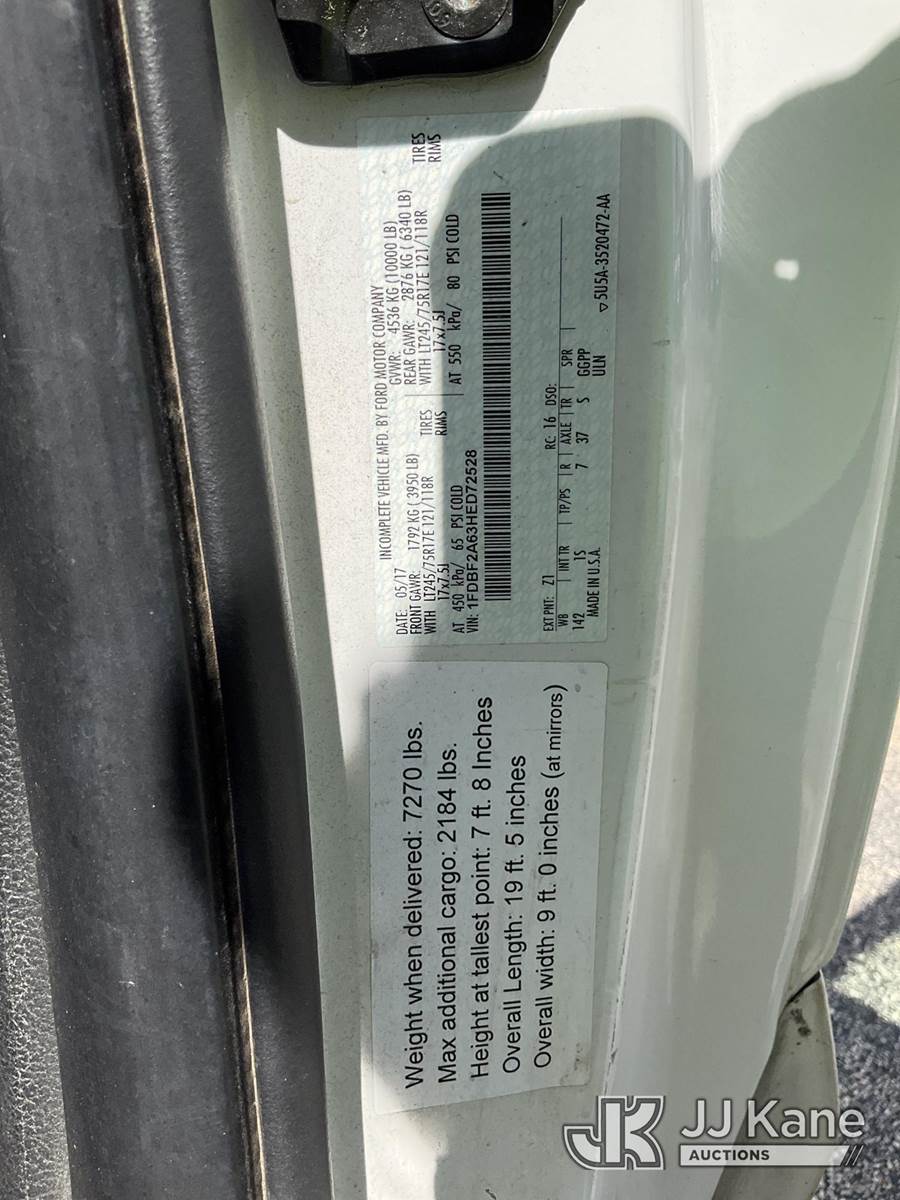 INCOMPLETE VEHICLE MFD. BY FORD MOTOR COMPANY
DATE: 05/17 GVWR: 4536 KG (10000 LB)
FRONT GAWR: 1792 KG ( 3950 LB) REAR GAWR: 2876 KG ( 6340 LB)
WITH LT245/75R17E 121/118R TIRES WITH LT245/75R17E 121/118R TIRES
17x7.5J RIMS 17x7.5J RIMS
AT 450 kPa/ 65 PSI COLD AT 550 kPa/ 80 PSI COLD
VIN: 1FDBF2A63HED72528
EXT PNT: Z1 RC: 16 DSO:
WB INT TR TP/PS R AXLE TR SPR
142 1S 7 37 S GGPP
MADE IN U.S.A. ULN
▽5U5A-3520472-AA
Weight when delivered: 7270 lbs.
Max additional cargo: 2184 lbs.
Height at tallest point: 7 ft. 8 Inches
Overall Length: 19 ft. 5 inches
Overall width: 9 ft. 0 inches (at mirrors)
JK JJ Kane
AUCTIONS